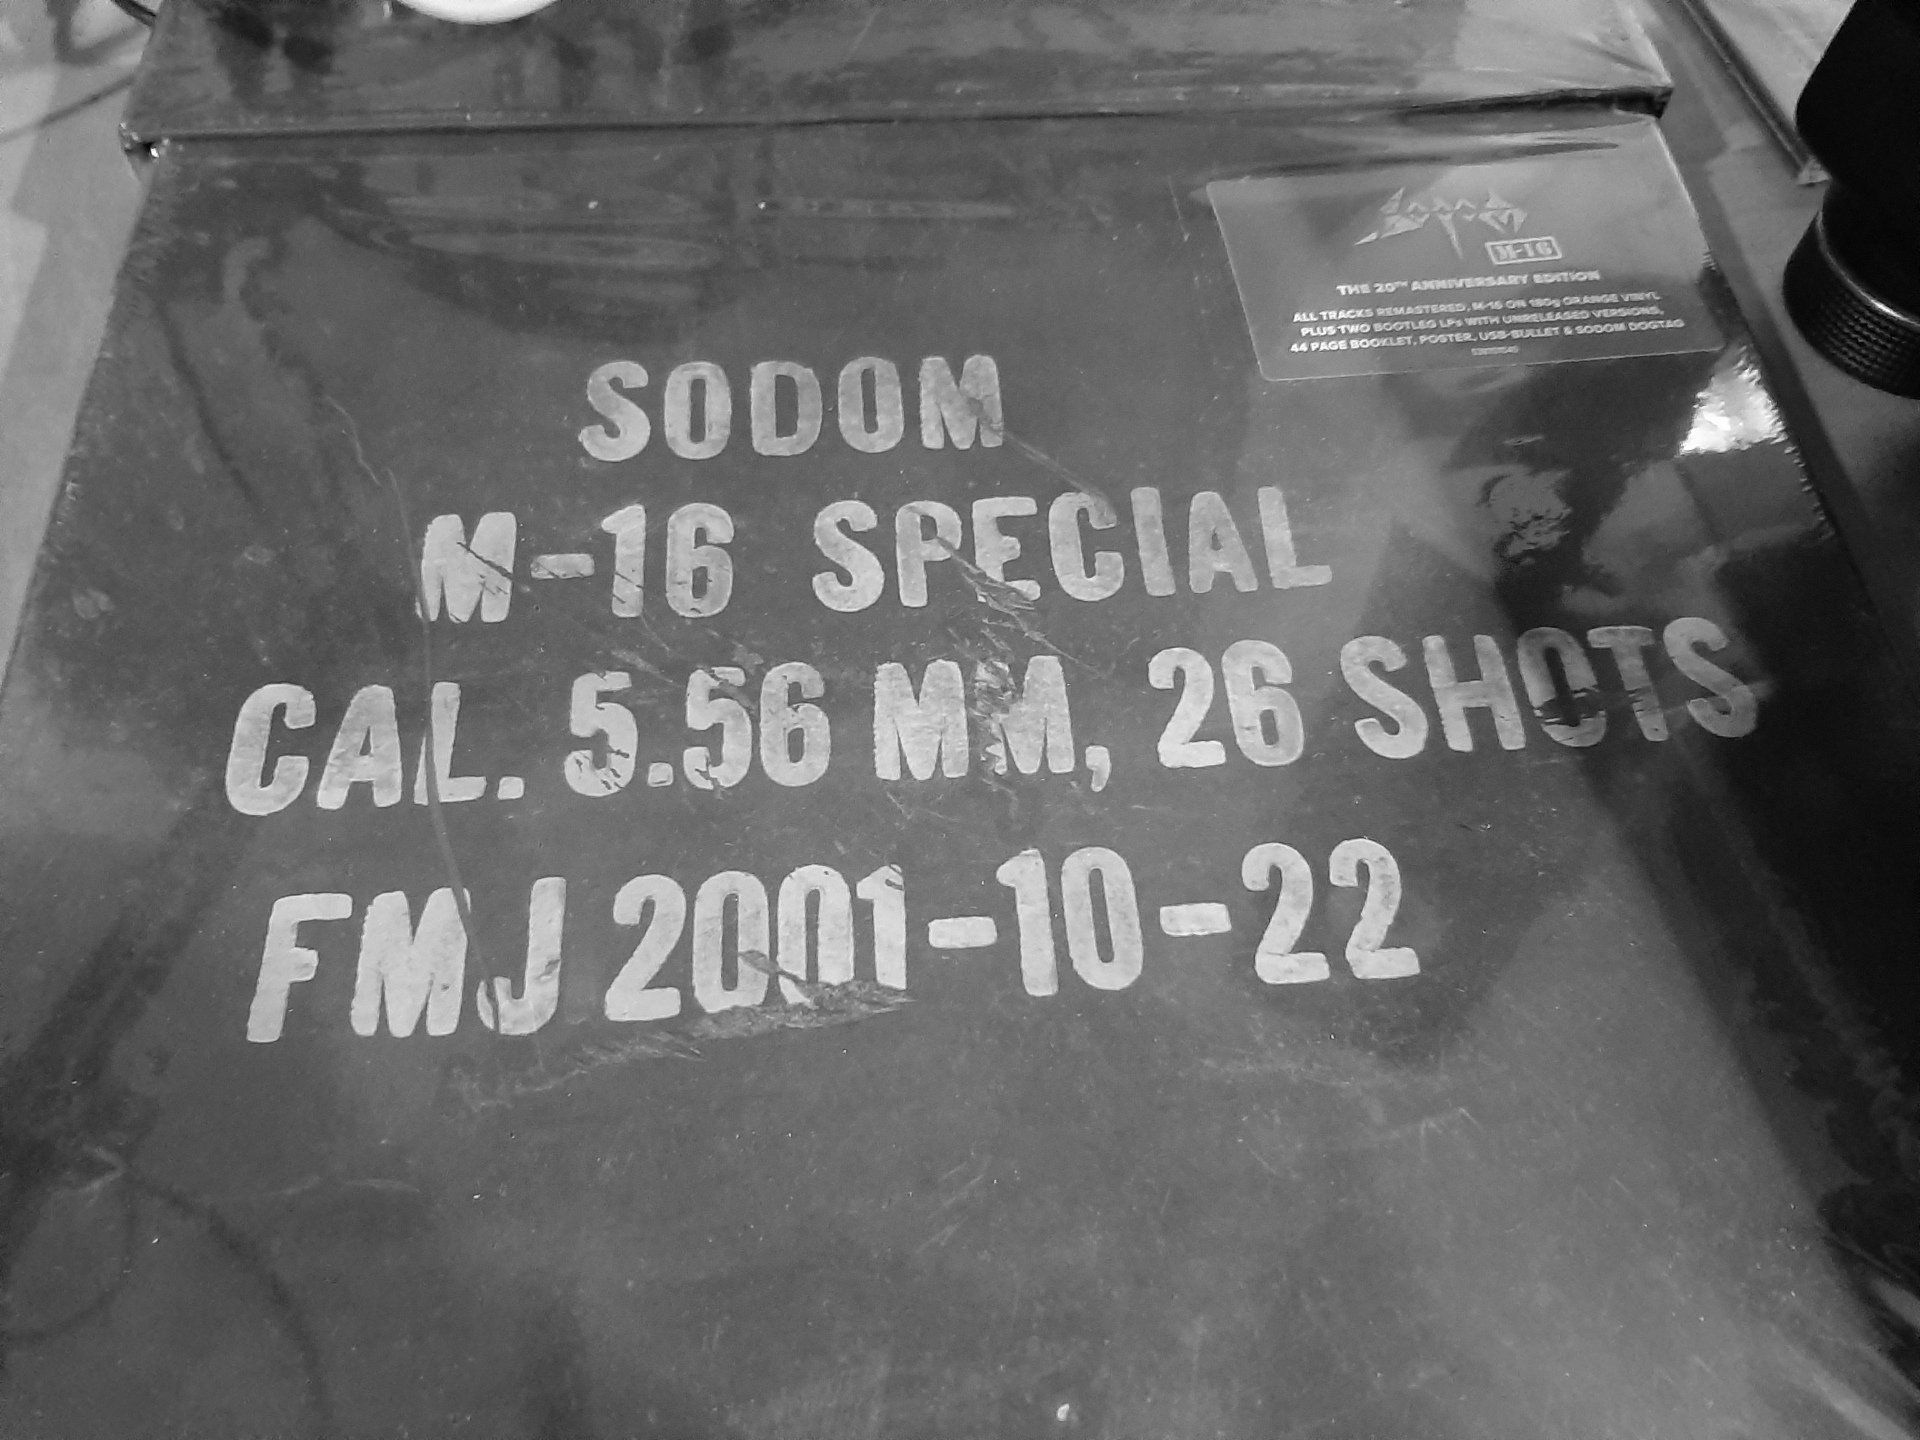 SODOM
M-16
THE 20TH ANNIVERSARY EDITION
ALL TRACKS REMASTERED, M-16 ON 180g ORANGE VINYL
PLUS TWO BOOTLEG LPs WITH UNRELEASED VERSIONS,
44 PAGE BOOKLET, POSTER, USB-BULLET & SODOM DOGTAG
SODOM
M-16 SPECIAL
CAL. 5.56 MM, 26 SHOTS
FMJ 2001-10-22